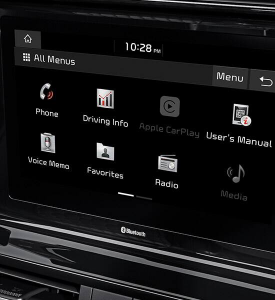 10:28 PM
All Menus
Menu
Phone
Driving Info
Apple CarPlay
User's Manual
Voice Memo
Favorites
Radio
Media
Bluetooth